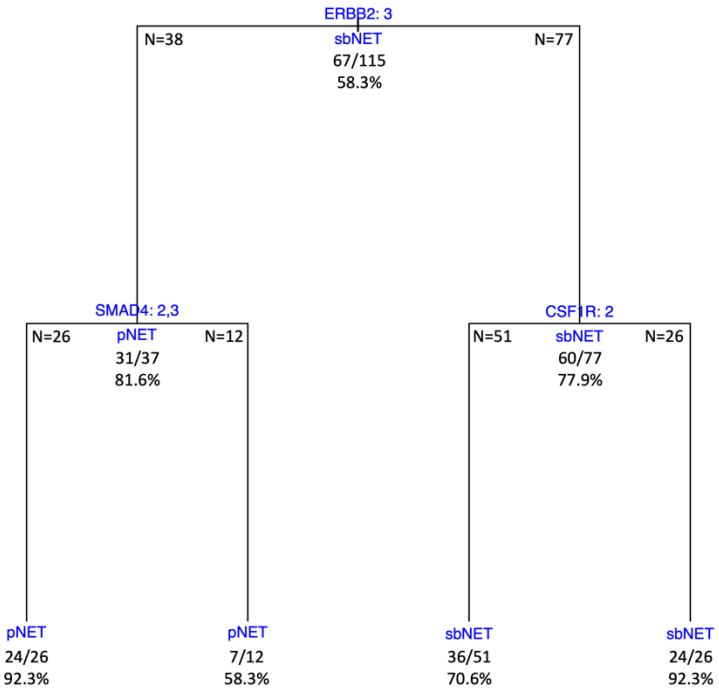 ERBB2: 3
N=38
sbNET
N=77
67/115
58.3%
SMAD4: 2,3
CSF1R: 2
N=26
pNET
N=12
N=51
sbNET
N=26
31/37
60/77
81.6%
77.9%
pNET
pNET
sbNET
sbNET
24/26
7/12
36/51
24/26
92.3%
58.3%
70.6%
92.3%